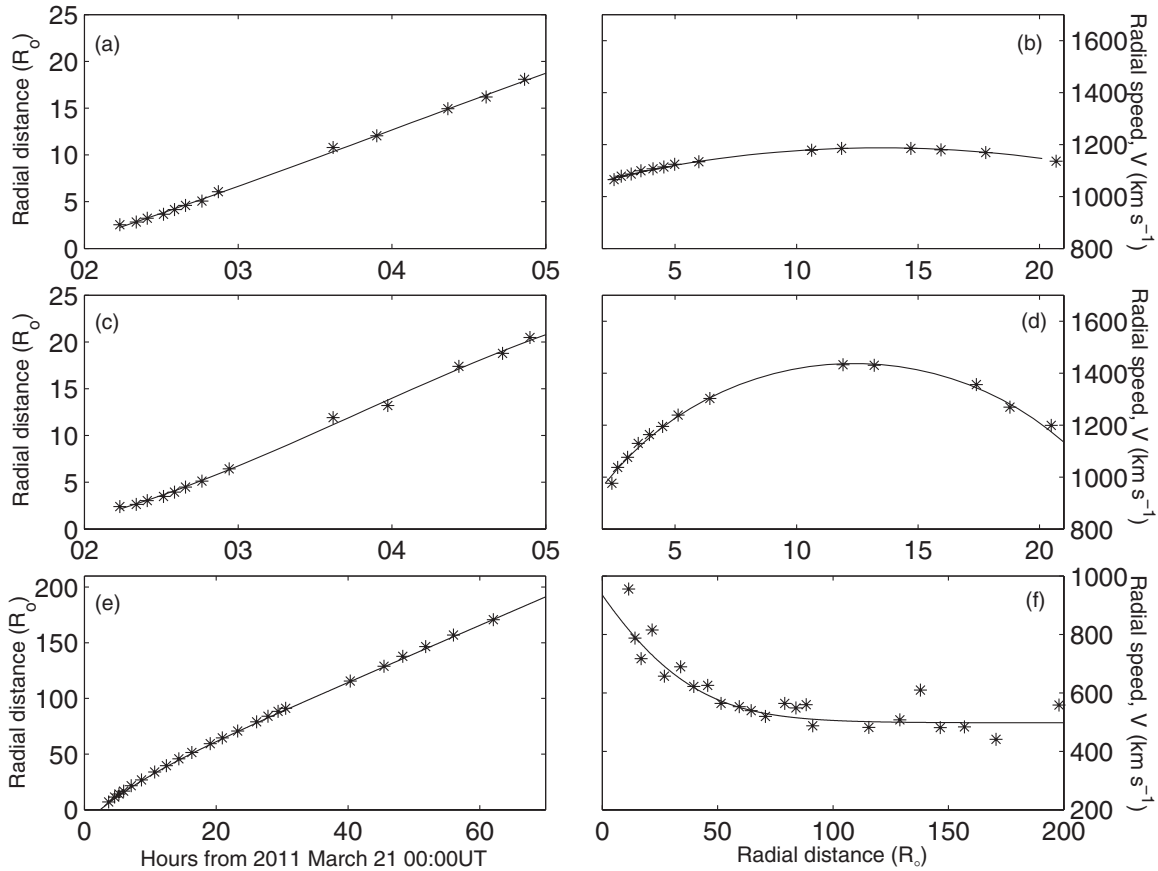 25
20
15
10
5
0
Radial distance (R_o)
(a)
02 03 04 05
(b)
1600
1400
1200
1000
800
Radial speed, V (km s⁻¹)
5 10 15 20
25
20
15
10
5
0
Radial distance (R_o)
(c)
02 03 04 05
(d)
1600
1400
1200
1000
800
Radial speed, V (km s⁻¹)
5 10 15 20
200
150
100
50
0
Radial distance (R_o)
(e)
0 20 40 60
Hours from 2011 March 21 00:00UT
(f)
1000
800
600
400
200
Radial speed, V (km s⁻¹)
0 50 100 150 200
Radial distance (R_o)